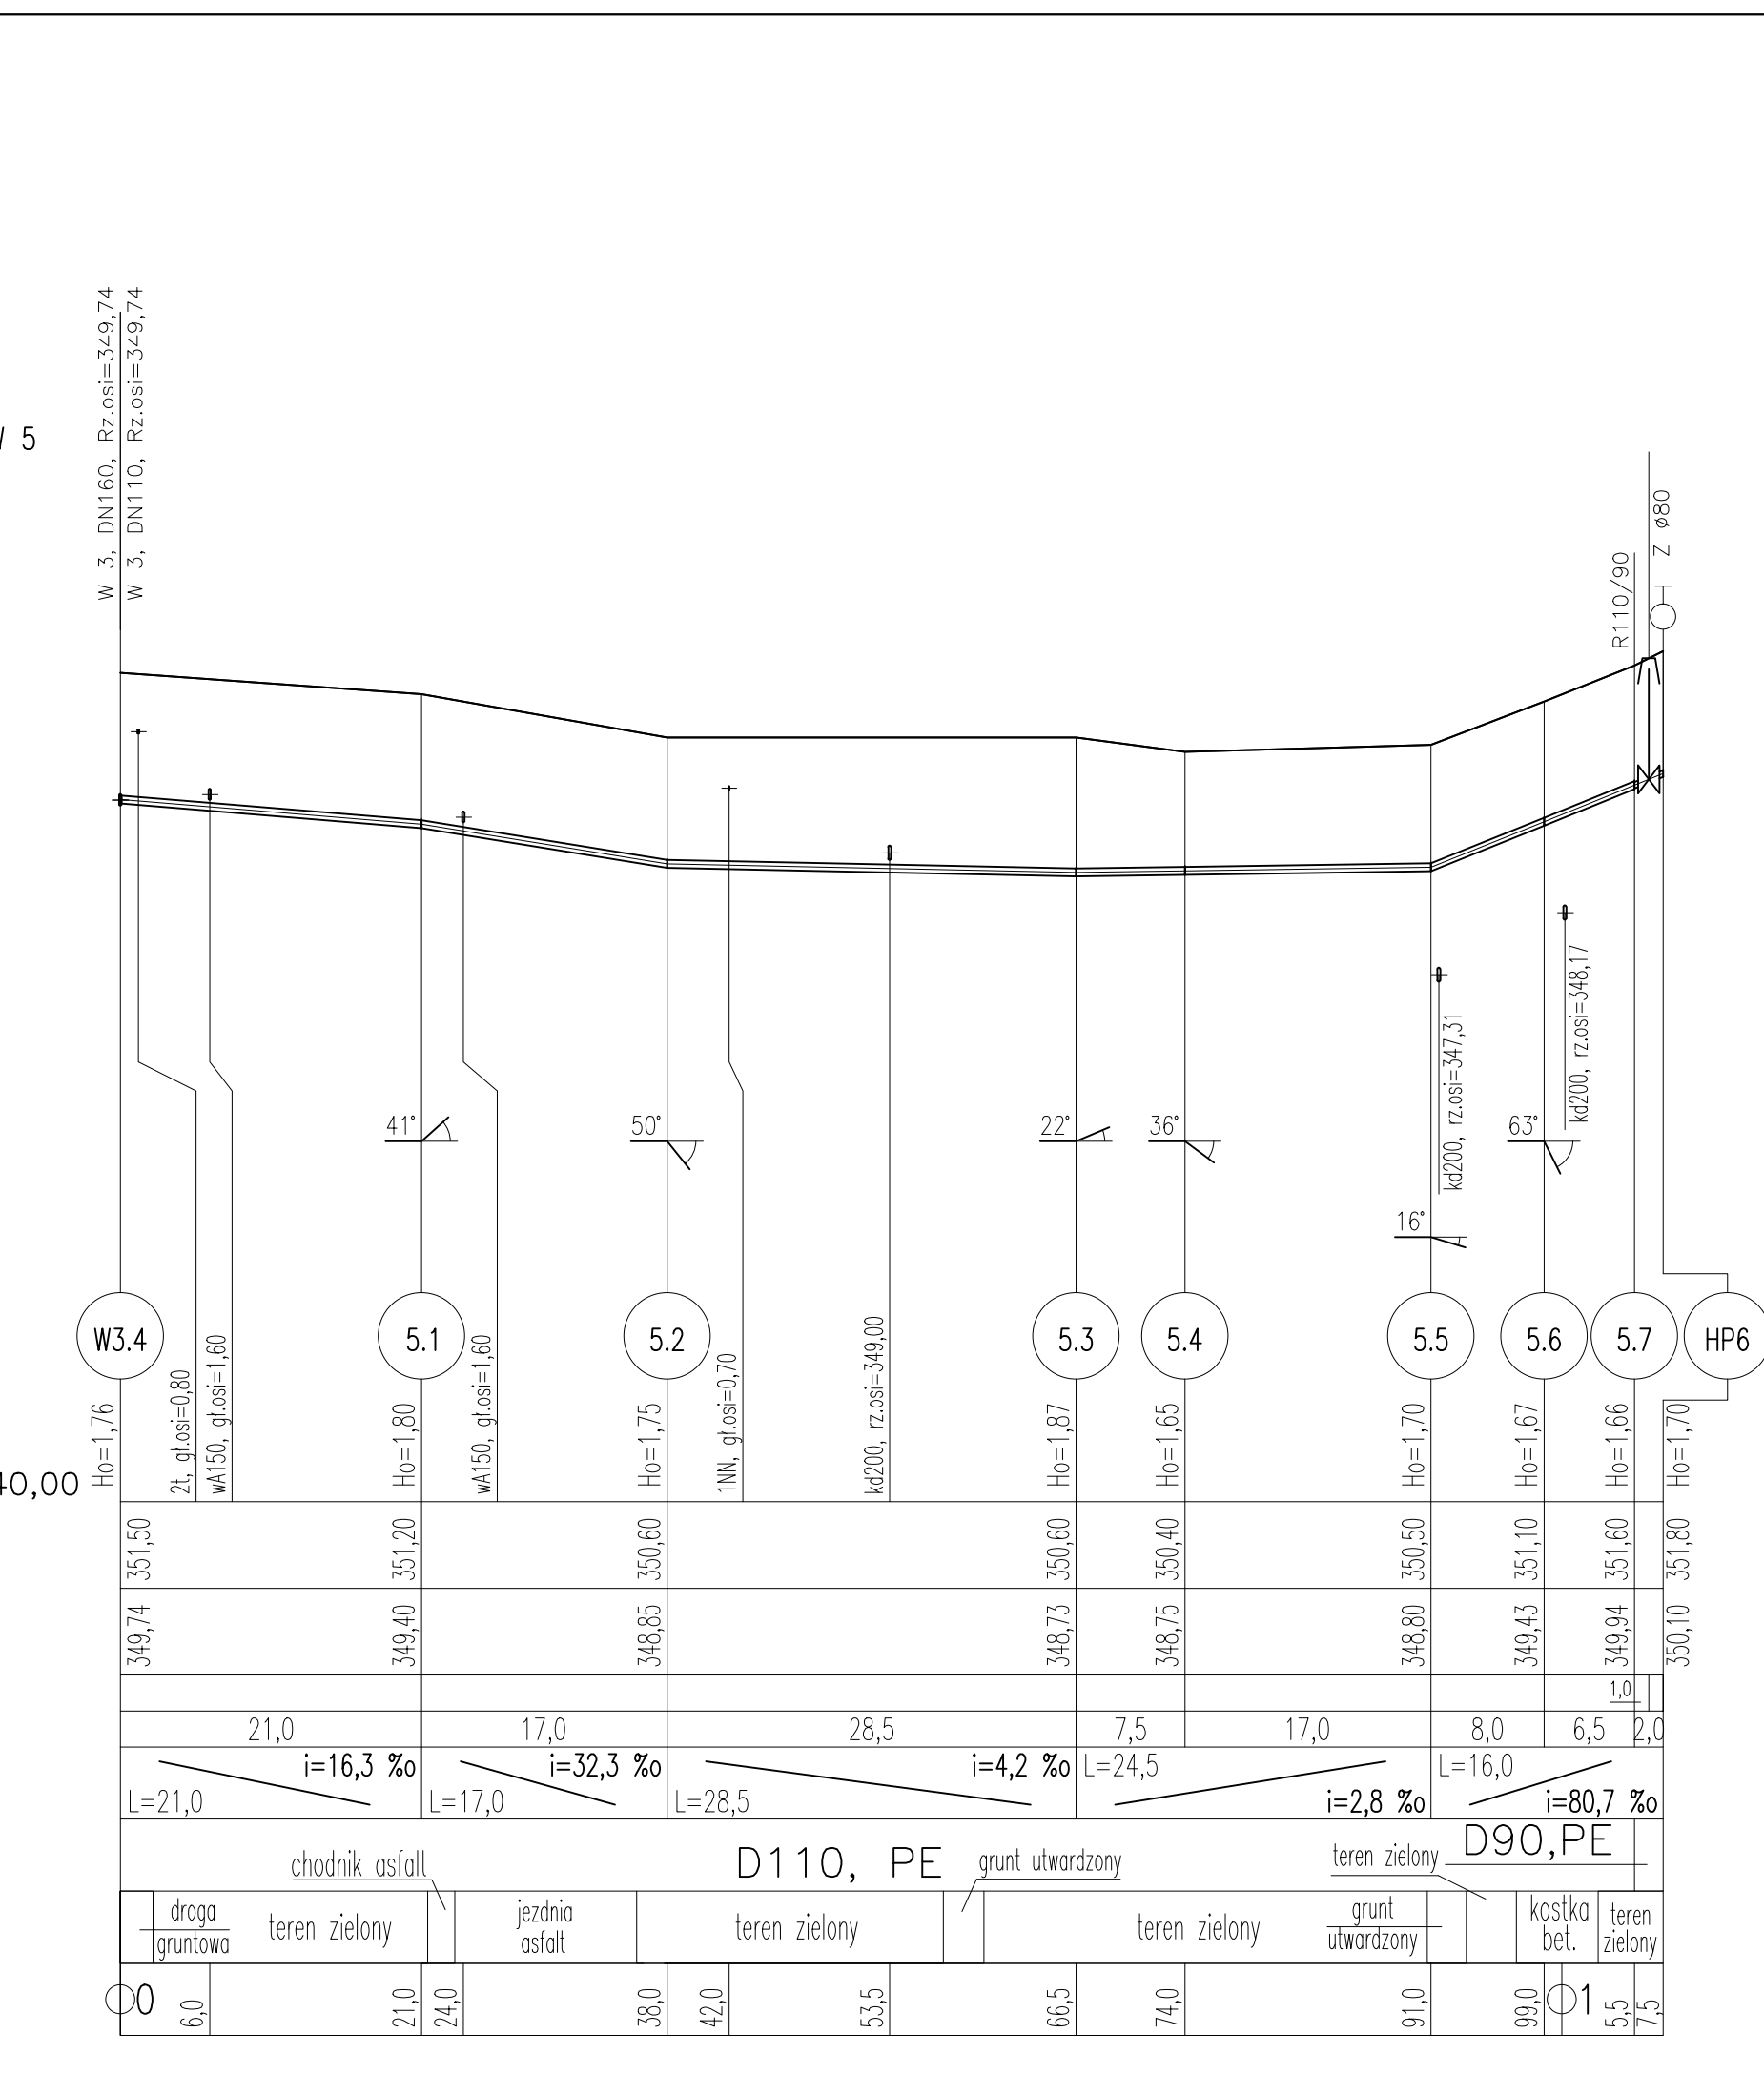 W 3, DN160, Rz.osi=349,74
W 3, DN110, Rz.osi=349,74
5
Z ø80
R110/90
kd200, rz.osi=348,17
kd200, rz.osi=347,31
41°
50°
22°
36°
63°
16°
W3.4
5.1
5.2
5.3
5.4
5.5
5.6
5.7
HP6
2t, gł.osi=0,80
wA150, gł.osi=1,60
wA150, gł.osi=1,60
1NN, gł.osi=0,70
kd200, rz.osi=349,00
40,00
Ho=1,76
Ho=1,80
Ho=1,75
Ho=1,87
Ho=1,65
Ho=1,70
Ho=1,67
Ho=1,66
Ho=1,70
351,50
351,20
350,60
350,60
350,40
350,50
351,10
351,60
351,80
349,74
349,40
348,85
348,73
348,75
348,80
349,43
349,94
350,10
1,0
21,0
17,0
28,5
7,5
17,0
8,0
6,5
2,0
i=16,3 %o
i=32,3 %o
i=4,2 %o
L=24,5
L=16,0
L=21,0
L=17,0
L=28,5
i=2,8 %o
i=80,7 %o
chodnik asfalt
D110, PE
grunt utwardzony
teren zielony
D90,PE
droga
gruntowa
teren zielony
jezdnia
asfalt
teren zielony
teren zielony
grunt
utwardzony
kostka
bet.
teren
zielony
0
6,0
21,0
24,0
38,0
42,0
53,5
66,5
74,0
91,0
99,0
1
5,5
7,5